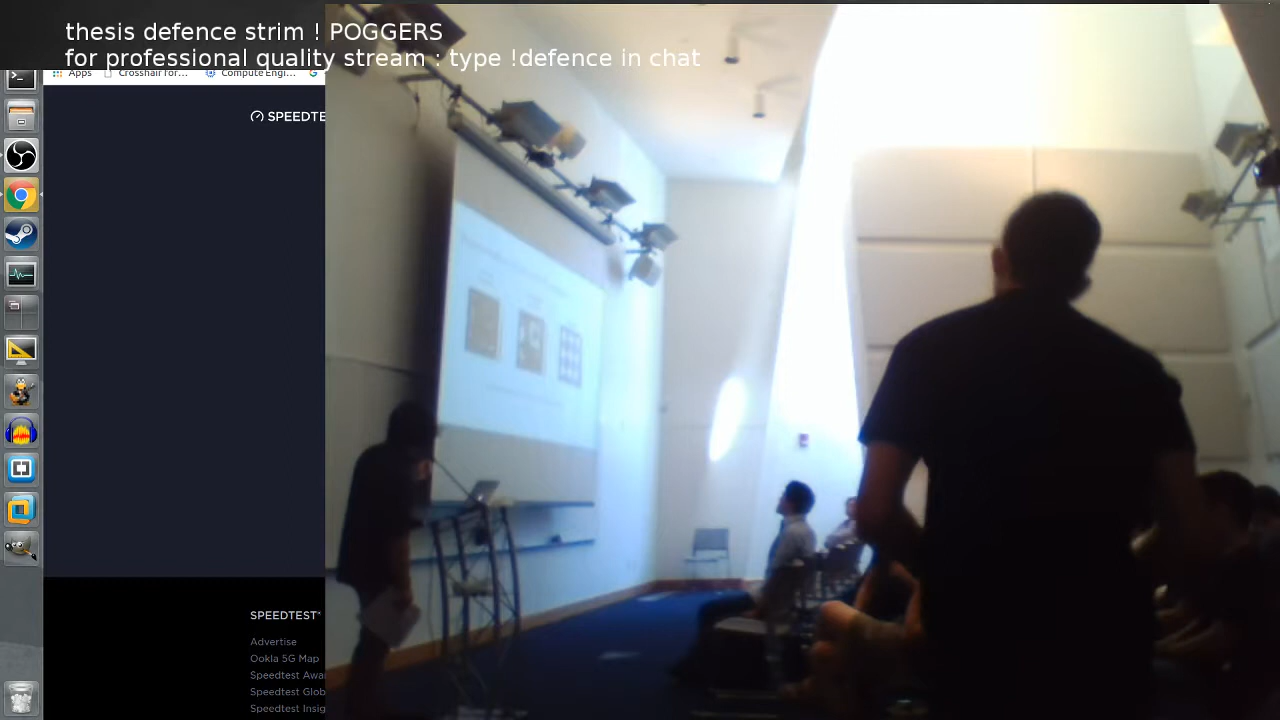 thesis defence strim ! POGGERS
for professional quality stream : type !defence in chat
Apps Crosshair for... Compute Engi...
SPEEDTE
SPEEDTEST
Advertise
Ookla 5G Map
Speedtest Awa
Speedtest Glob
Speedtest Insig